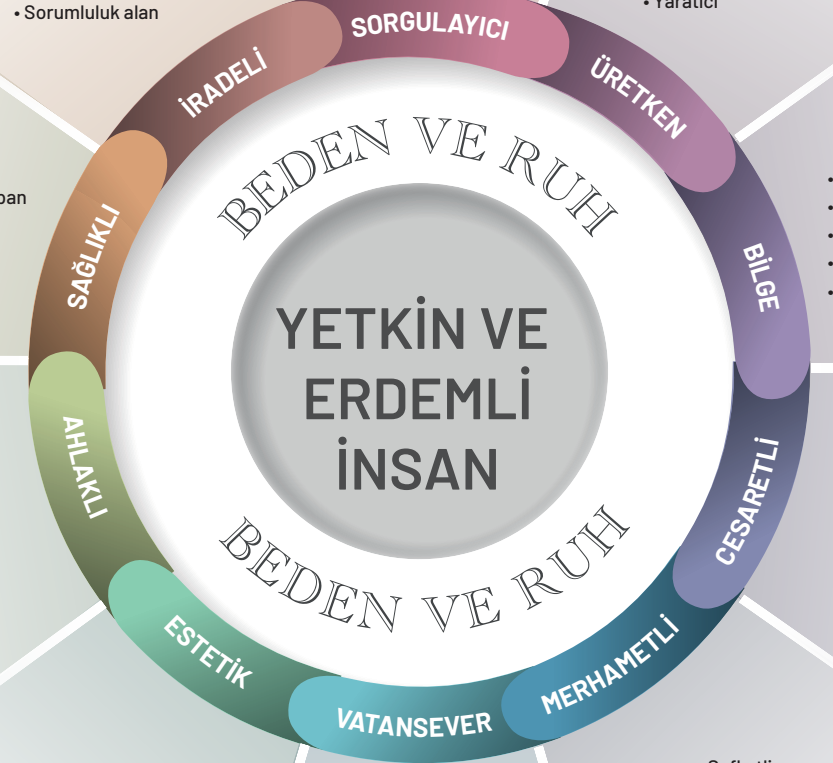 • Sorumluluk alan
• Yaratıcı
SORGULAYICI
ÜRETKEN
BİLGE
CESARETLİ
MERHAMETLİ
VATANSEVER
ESTETİK
AHLAKLI
SAĞLIKLI
İRADELİ
BEDEN VE RUH
YETKİN VE
ERDEMLİ
İNSAN
BEDEN VE RUH